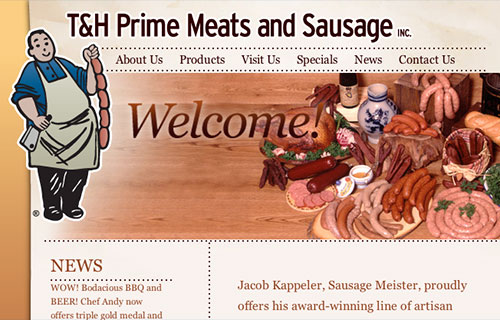 T&H Prime Meats and Sausage INC.
About Us Products Visit Us Specials News Contact Us
Welcome!
®
NEWS
WOW! Bodacious BBQ and
BEER! Chef Andy now
offers triple gold medal and
Jacob Kappeler, Sausage Meister, proudly
offers his award-winning line of artisan